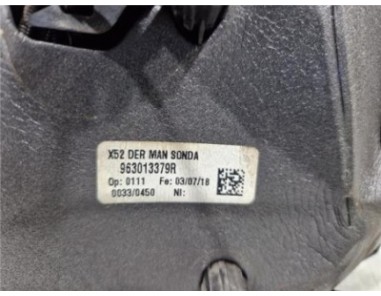 X52 DER MAN SONDA
963013379R
Op: 0111 Fe: 03/07/18
0033/0450 NI: